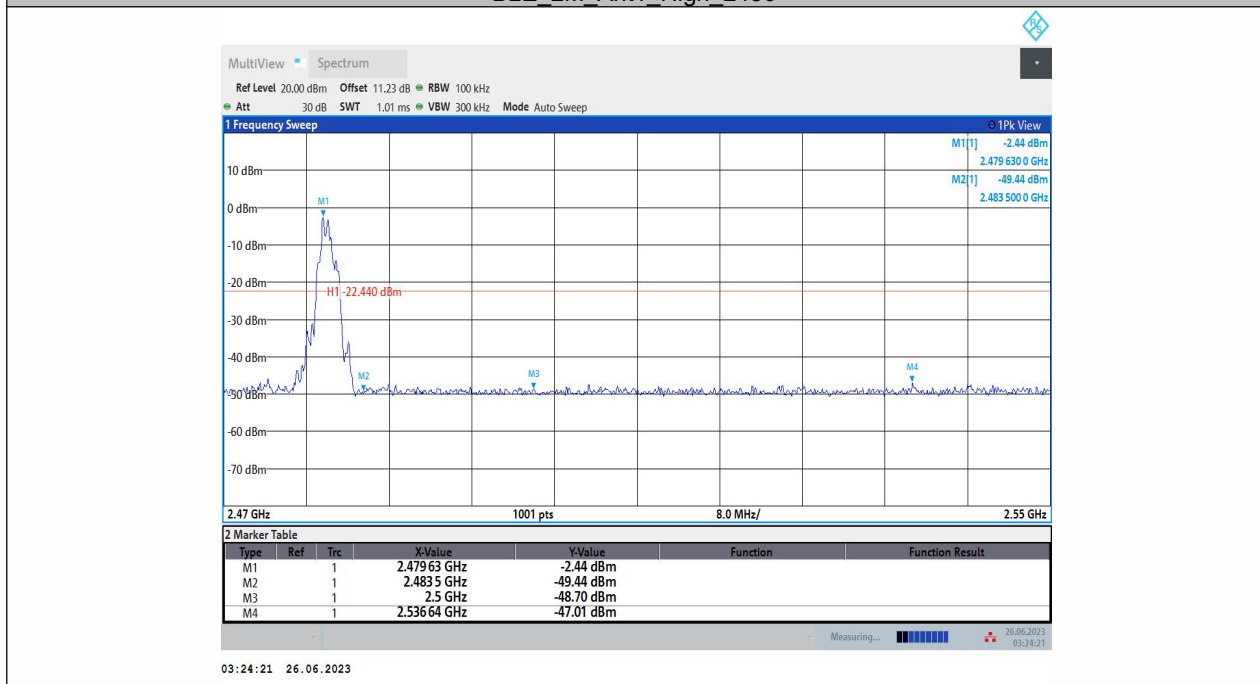 MultiView Spectrum
Ref Level 20.00 dBm Offset 11.23 dB RBW 100 kHz
Att 30 dB SWT 1.01 ms VBW 300 kHz Mode Auto Sweep
1 Frequency Sweep 1Pk View
M1[1] -2.44 dBm
2.479 630 0 GHz
10 dBm
M2[1] -49.44 dBm
2.483 500 0 GHz
M1
0 dBm
-10 dBm
-20 dBm
H1 -22.440 dBm
-30 dBm
-40 dBm
M2 M3 M4
-50 dBm
-60 dBm
-70 dBm
2.47 GHz 1001 pts 8.0 MHz/ 2.55 GHz
2 Marker Table
Type Ref Trc X-Value Y-Value Function Function Result
M1 1 2.479 63 GHz -2.44 dBm
M2 1 2.483 5 GHz -49.44 dBm
M3 1 2.5 GHz -48.70 dBm
M4 1 2.536 64 GHz -47.01 dBm
Measuring... 26.06.2023
03:24:21
03:24:21 26.06.2023